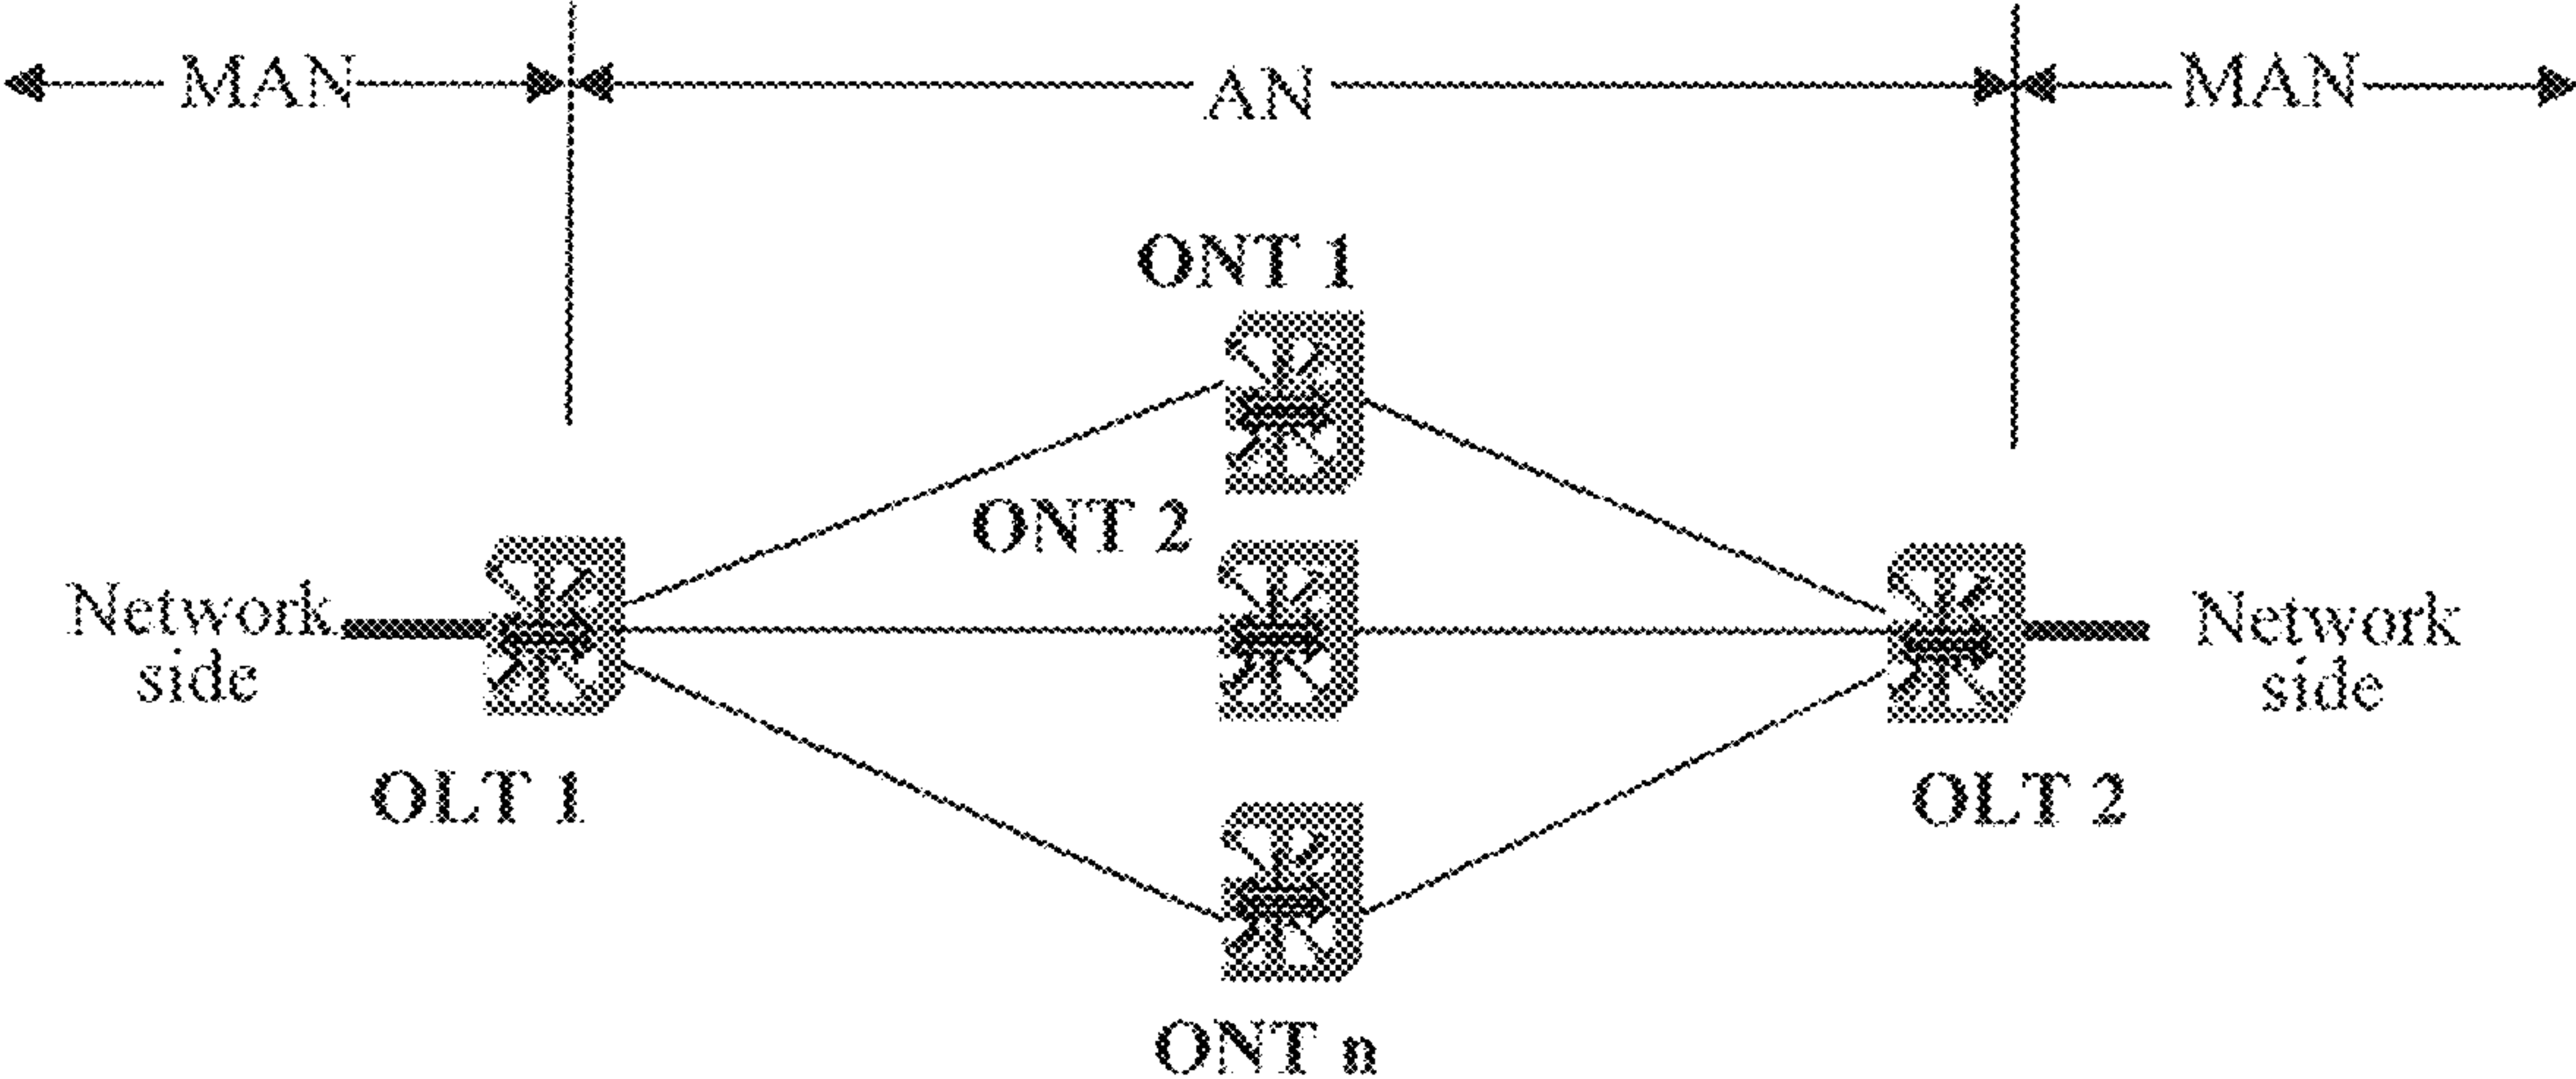 MAN
AN
MAN
ONT 1
ONT 2
Network
side
Network
side
OLT 1
OLT 2
ONT n